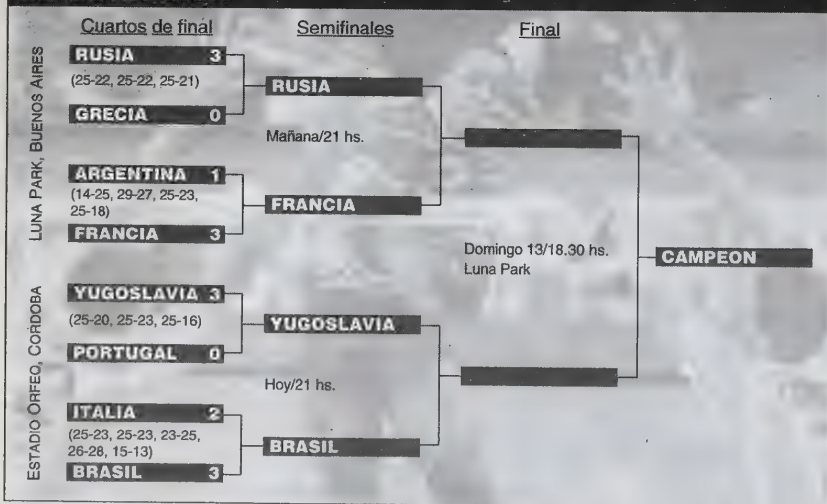 Cuartos de final
Semifinales
Final
LUNA PARK, BUENOS AIRES
RUSIA 3
(25-22, 25-22, 25-21)
GRECIA 0
RUSIA
Mañana/21 hs.
ARGENTINA 1
(14-25, 29-27, 25-23,
25-18)
FRANCIA 3
FRANCIA
Domingo 13/18.30 hs.
Luna Park
CAMPEON
ESTADIO ORFEO, CORDOBA
YUGOSLAVIA 3
(25-20, 25-23, 25-16)
PORTUGAL 0
YUGOSLAVIA
Hoy/21 hs.
ITALIA 2
(25-23, 25-23, 23-25,
26-28, 15-13)
BRASIL 3
BRASIL